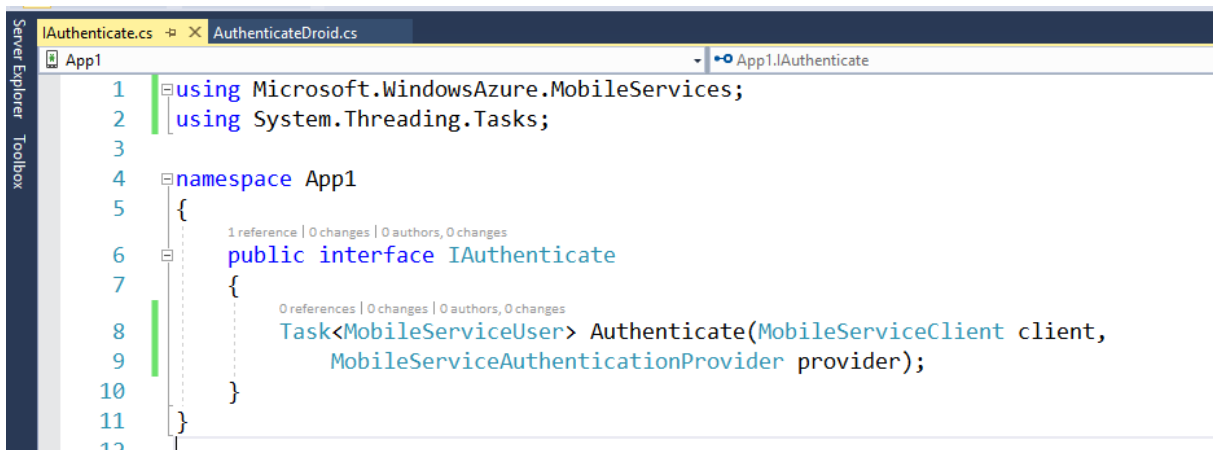 Server Explorer
Toolbox
IAuthenticate.cs
AuthenticateDroid.cs
App1
App1.IAuthenticate
1 using Microsoft.WindowsAzure.MobileServices;
2 using System.Threading.Tasks;
3
4 namespace App1
5 {
1 reference | 0 changes | 0 authors, 0 changes
6 public interface IAuthenticate
7 {
0 references | 0 changes | 0 authors, 0 changes
8 Task<MobileServiceUser> Authenticate(MobileServiceClient client,
9 MobileServiceAuthenticationProvider provider);
10 }
11 }
12